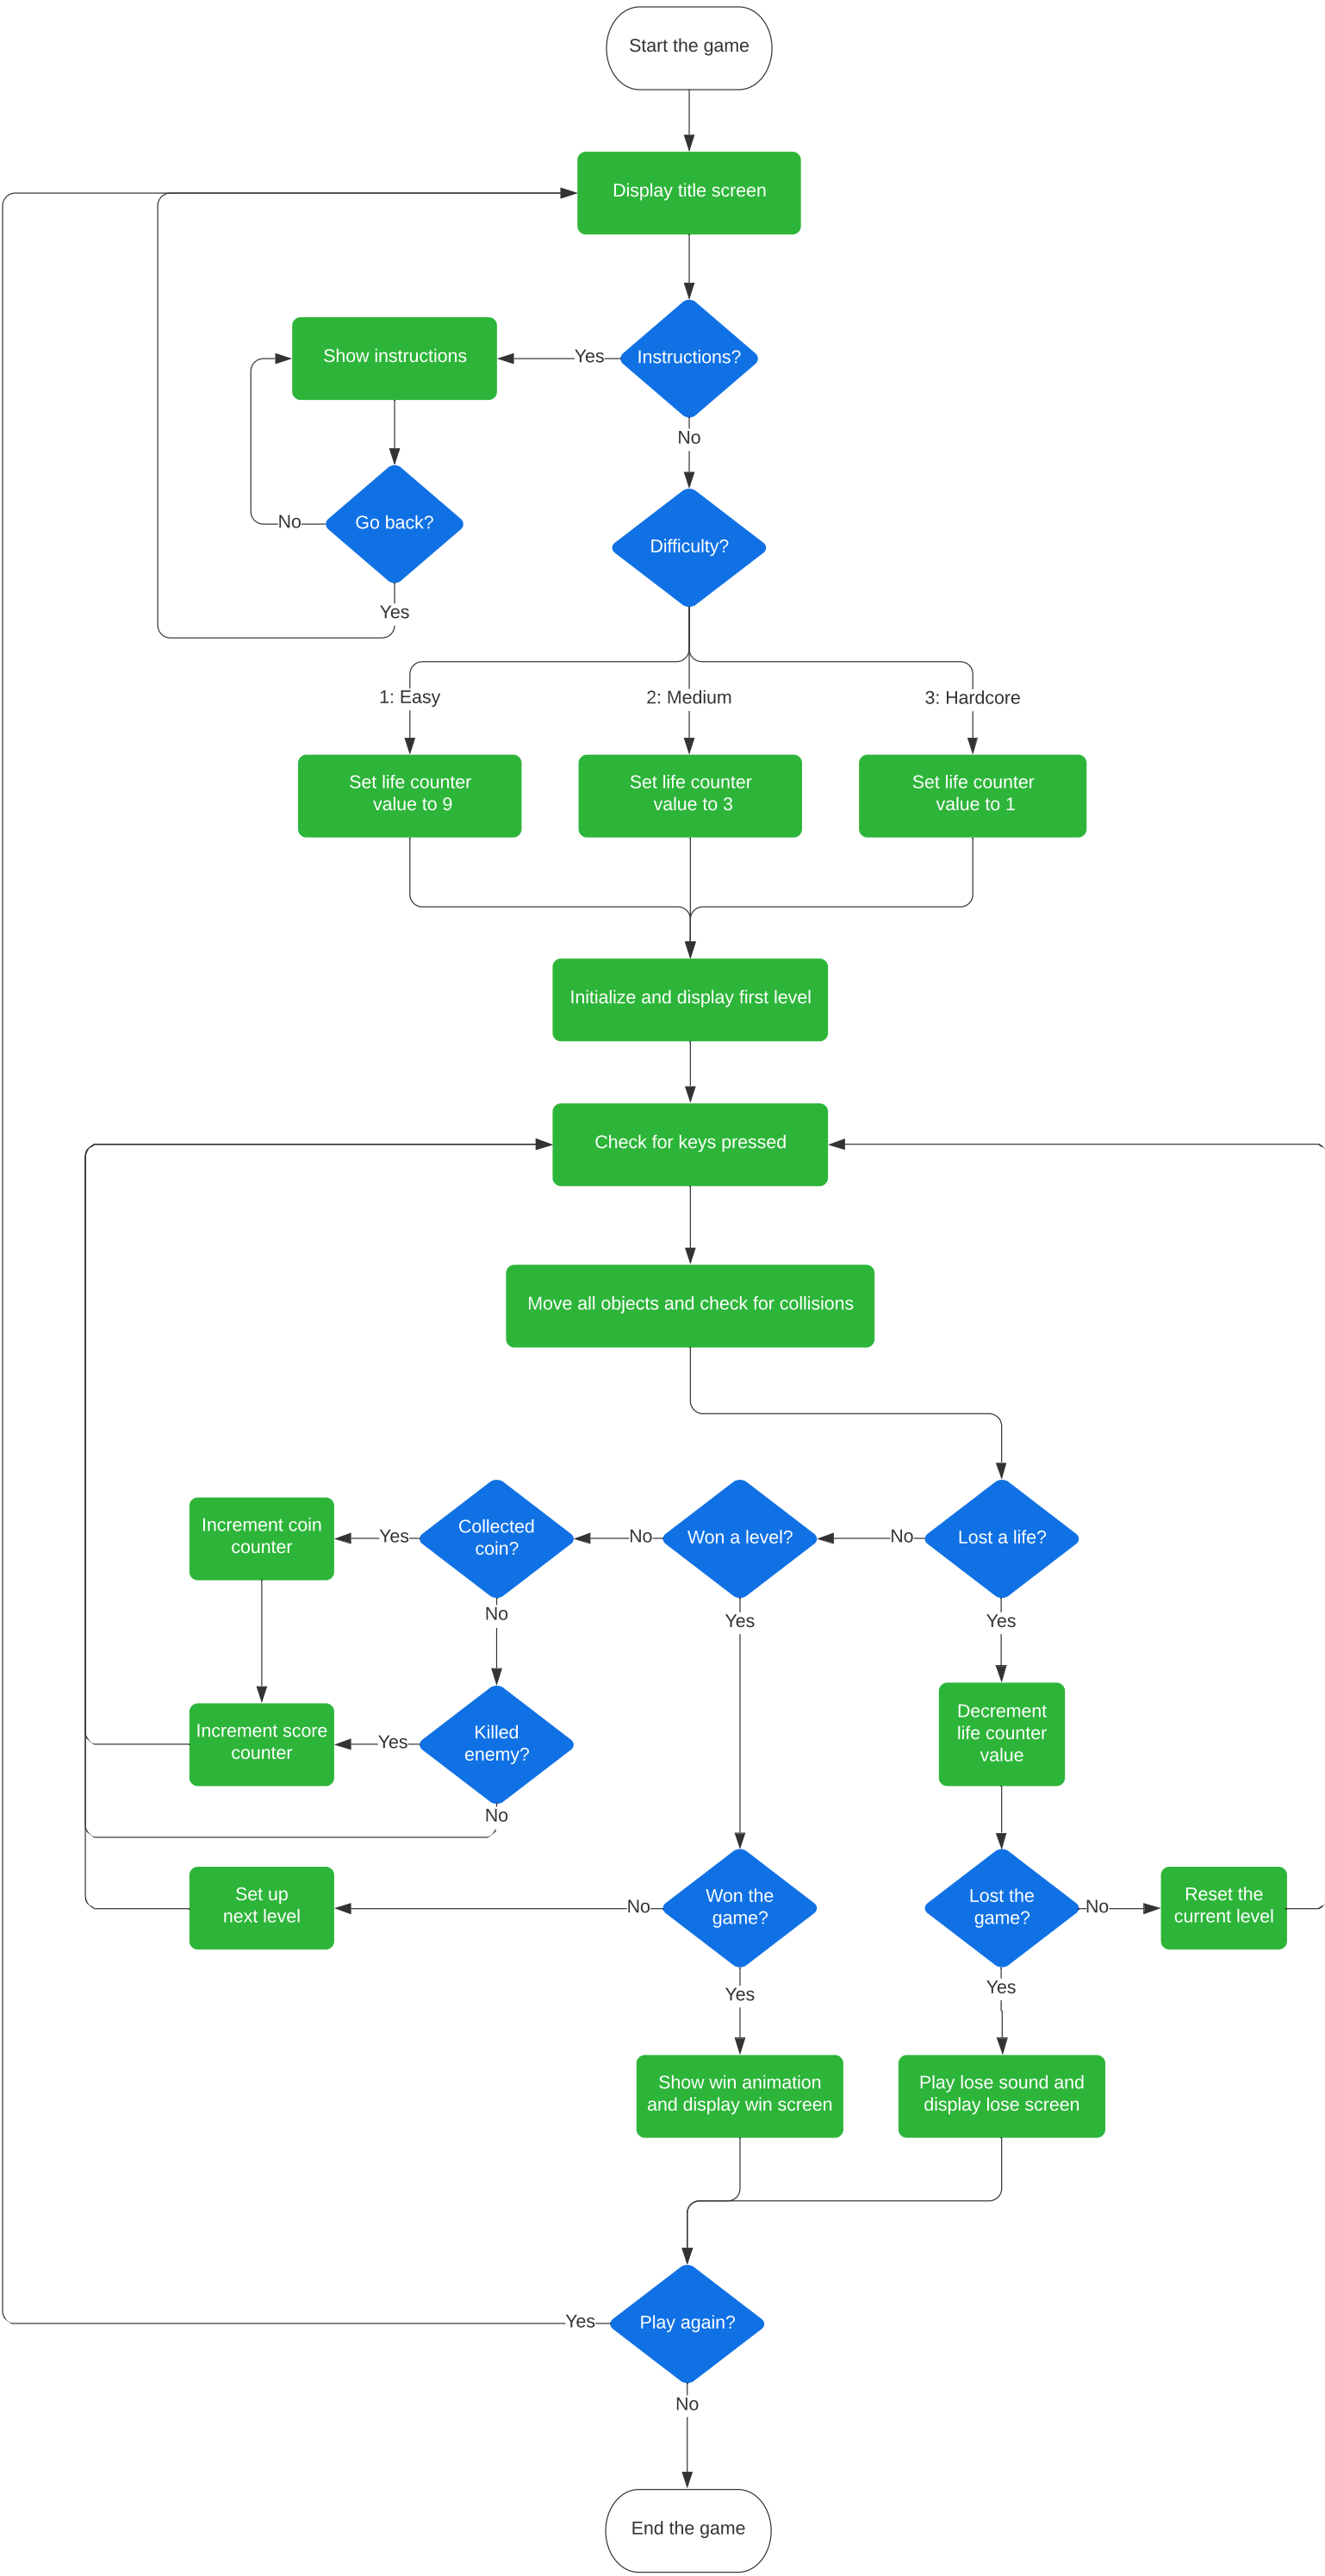 Start the game
Display title screen
Show instructions
Yes
Instructions?
No
Go back?
No
Difficulty?
Yes
1: Easy
2: Medium
3: Hardcore
Set life counter
value to 9
Set life counter
value to 3
Set life counter
value to 1
Initialize and display first level
Check for keys pressed
Move all objects and check for collisions
Increment coin
counter
Yes
Collected
coin?
No
Won a level?
No
Lost a life?
No
Yes
Yes
Increment score
counter
Yes
Killed
enemy?
Decrement
life counter
value
No
Set up
next level
No
Won the
game?
Lost the
game?
No
Reset the
current level
Yes
Yes
Show win animation
and display win screen
Play lose sound and
display lose screen
Yes
Play again?
No
End the game